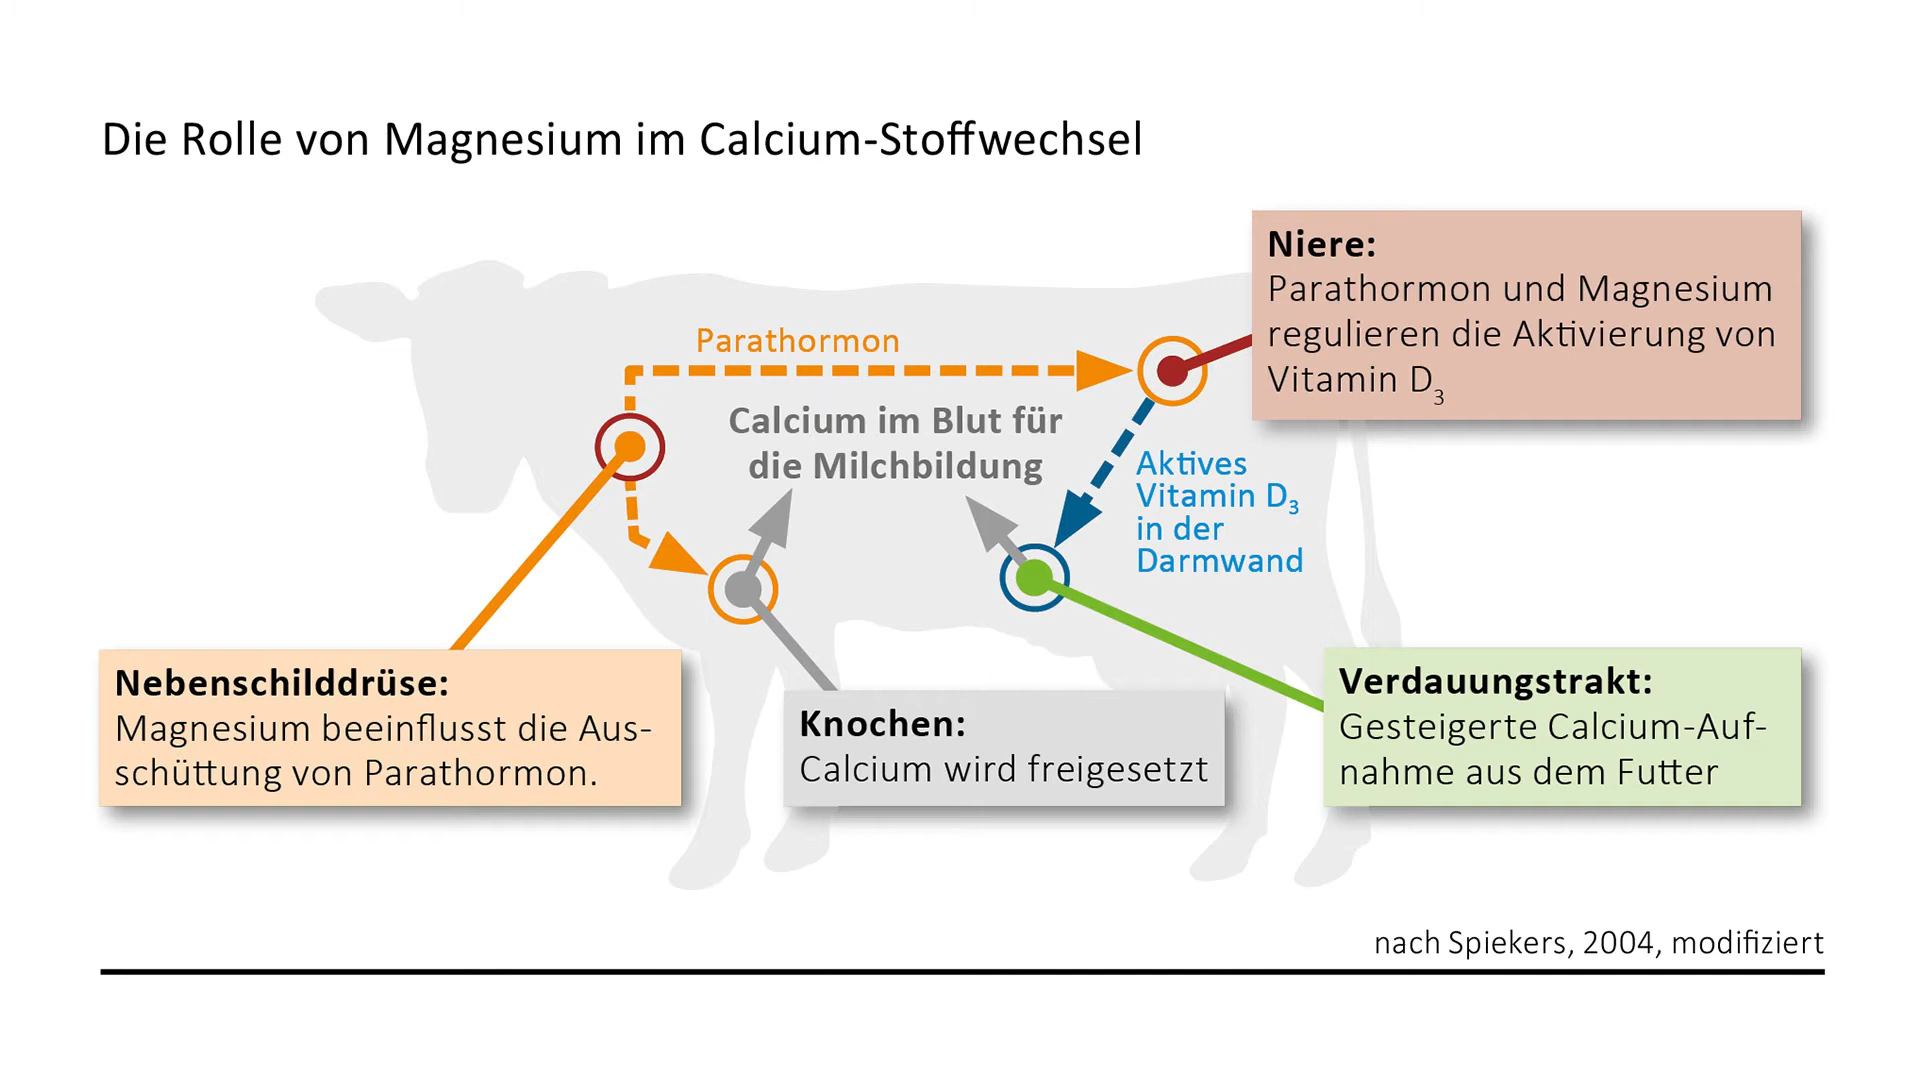 Die Rolle von Magnesium im Calcium-Stoffwechsel
Niere:
Parathormon und Magnesium
regulieren die Aktivierung von
Vitamin D₃
Parathormon
Calcium im Blut für
die Milchbildung
Aktives
Vitamin D₃
in der
Darmwand
Nebenschilddrüse:
Magnesium beeinflusst die Aus-
schüttung von Parathormon.
Knochen:
Calcium wird freigesetzt
Verdauungstrakt:
Gesteigerte Calcium-Auf-
nahme aus dem Futter
nach Spiekers, 2004, modifiziert